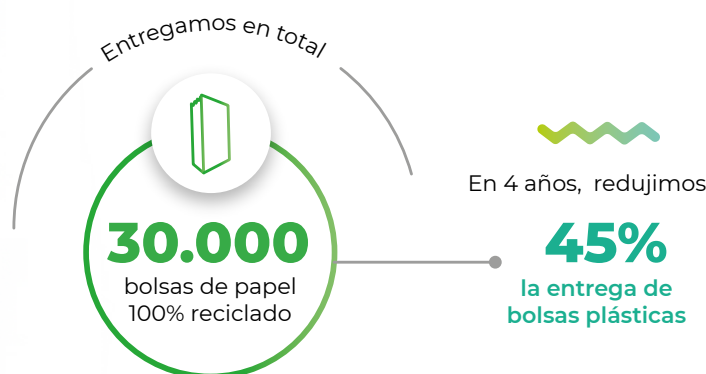 Entregamos en total
30.000
bolsas de papel
100% reciclado
En 4 años, redujimos
45%
la entrega de
bolsas plásticas